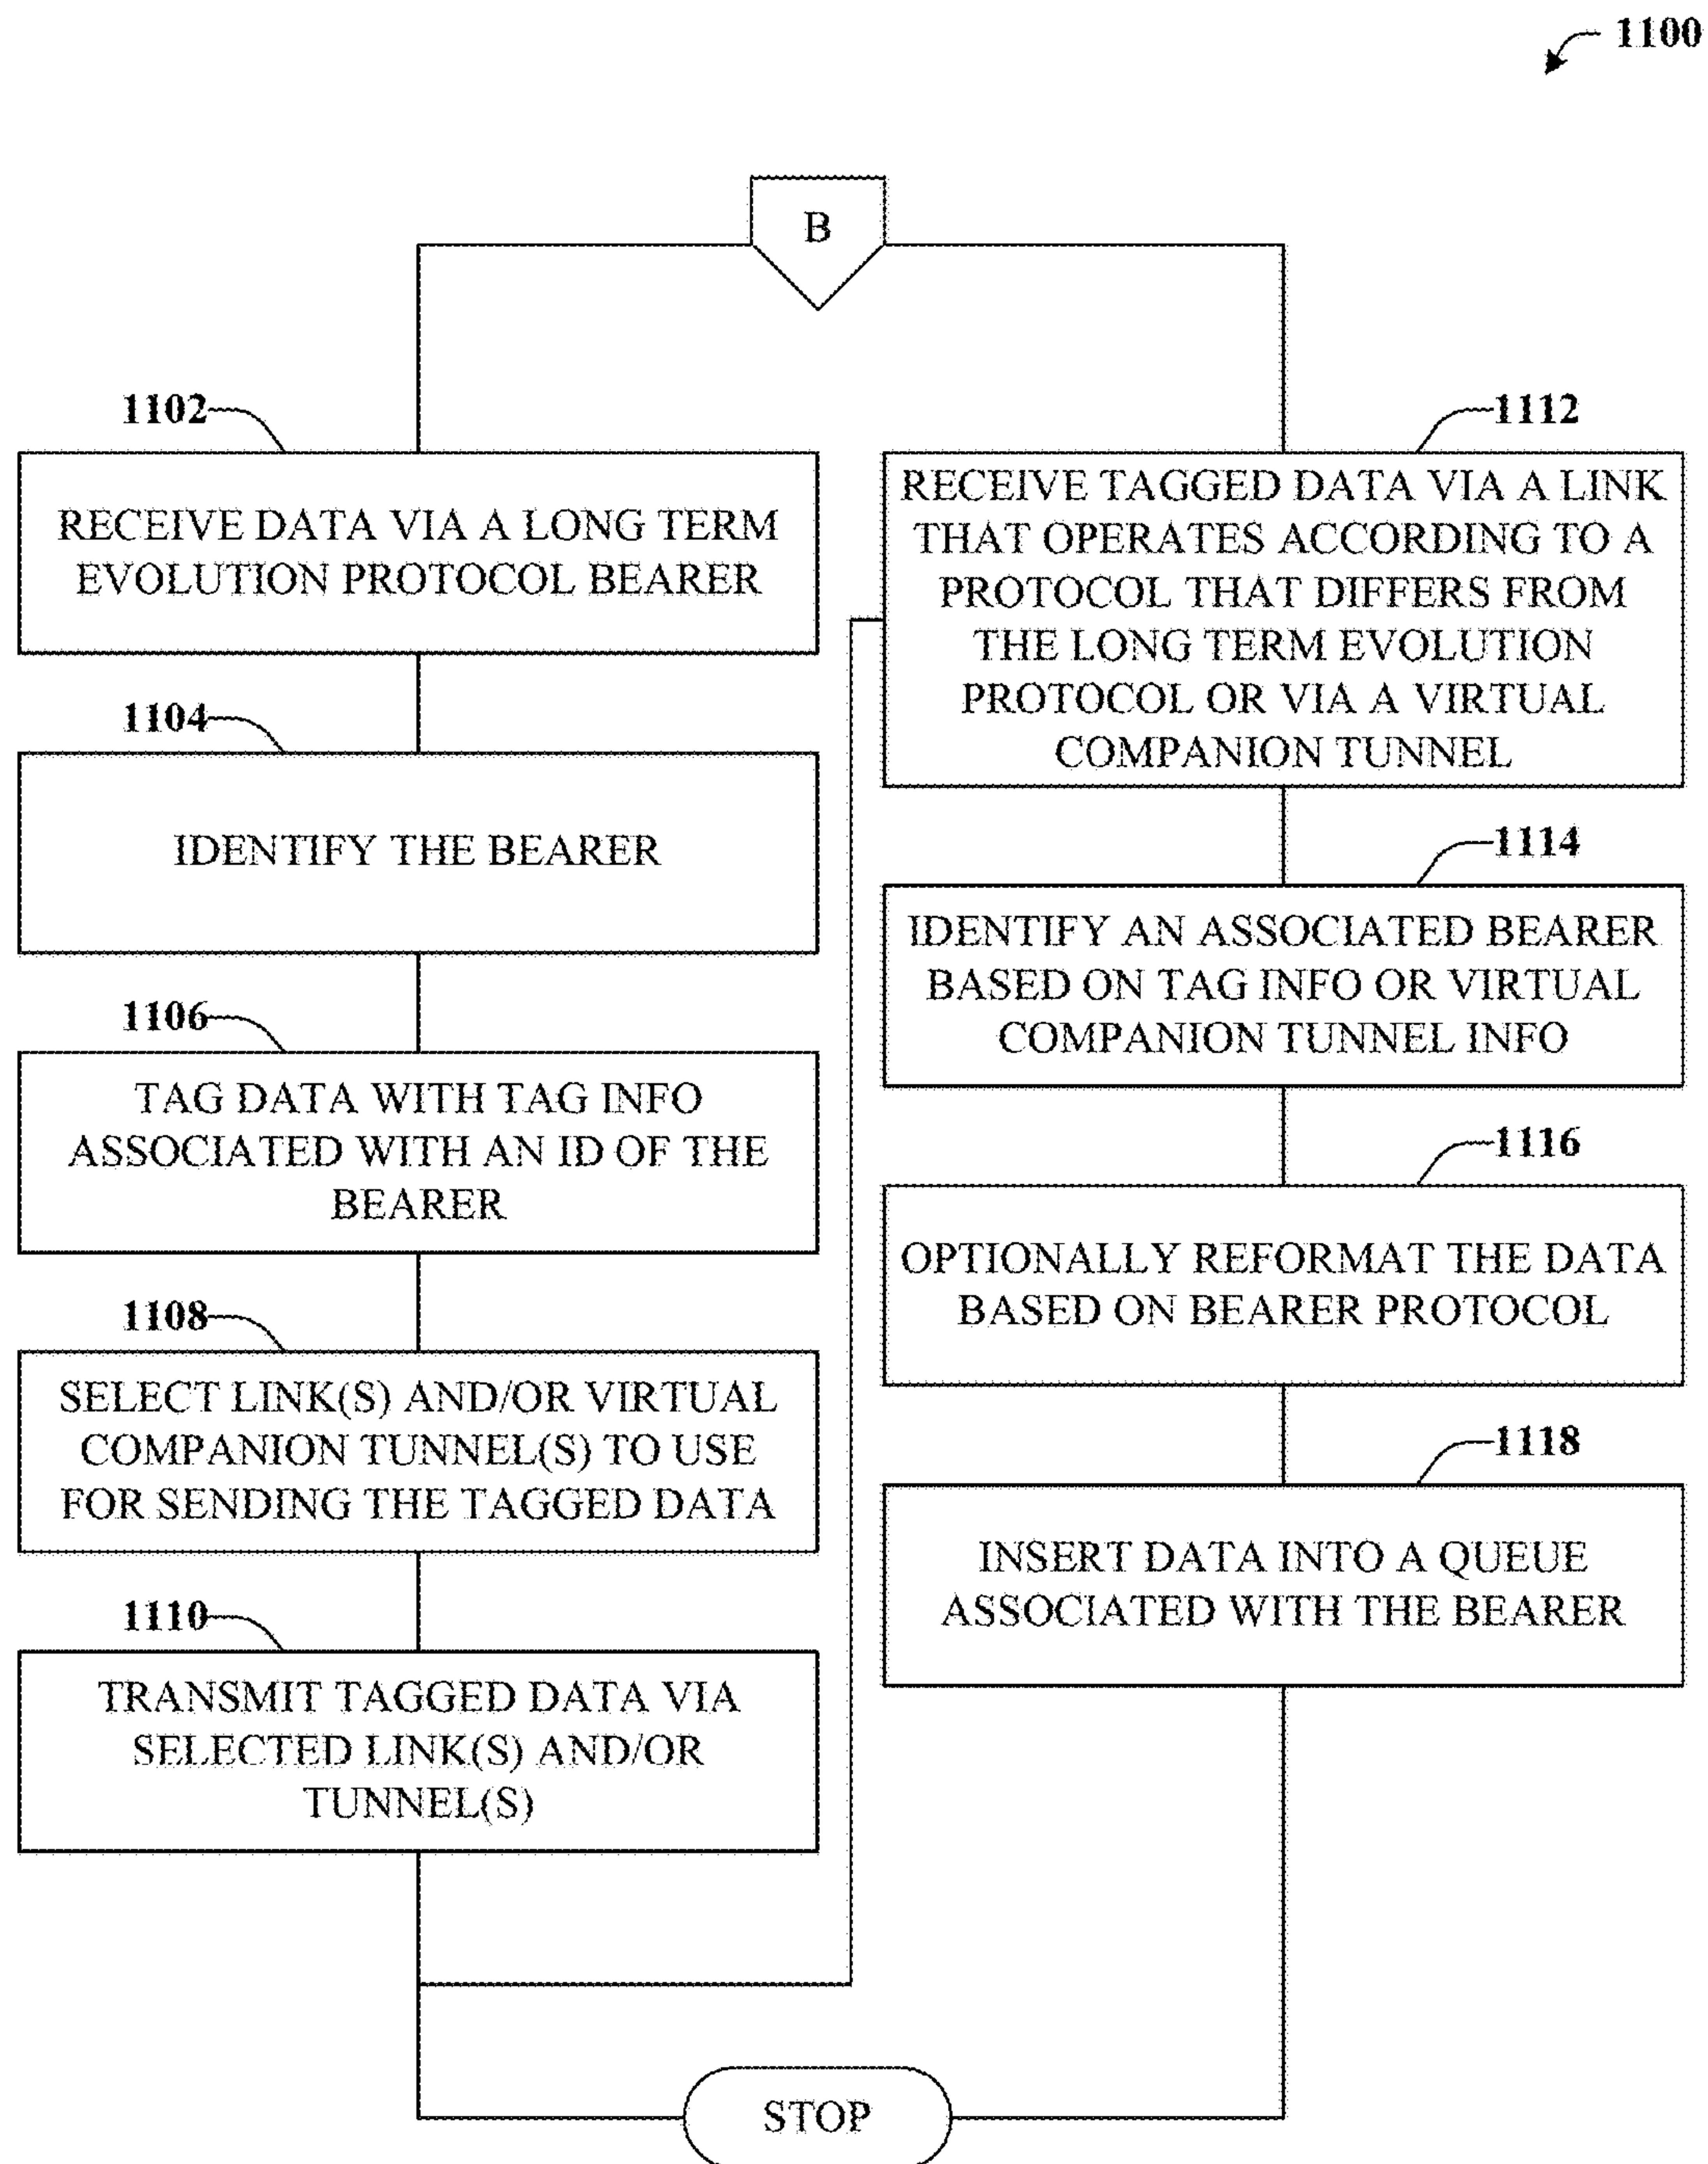 1100
B
1102
RECEIVE DATA VIA A LONG TERM
EVOLUTION PROTOCOL BEARER
1104
IDENTIFY THE BEARER
1106
TAG DATA WITH TAG INFO
ASSOCIATED WITH AN ID OF THE
BEARER
1108
SELECT LINK(S) AND/OR VIRTUAL
COMPANION TUNNEL(S) TO USE
FOR SENDING THE TAGGED DATA
1110
TRANSMIT TAGGED DATA VIA
SELECTED LINK(S) AND/OR
TUNNEL(S)
1112
RECEIVE TAGGED DATA VIA A LINK
THAT OPERATES ACCORDING TO A
PROTOCOL THAT DIFFERS FROM
THE LONG TERM EVOLUTION
PROTOCOL OR VIA A VIRTUAL
COMPANION TUNNEL
1114
IDENTIFY AN ASSOCIATED BEARER
BASED ON TAG INFO OR VIRTUAL
COMPANION TUNNEL INFO
1116
OPTIONALLY REFORMAT THE DATA
BASED ON BEARER PROTOCOL
1118
INSERT DATA INTO A QUEUE
ASSOCIATED WITH THE BEARER
STOP